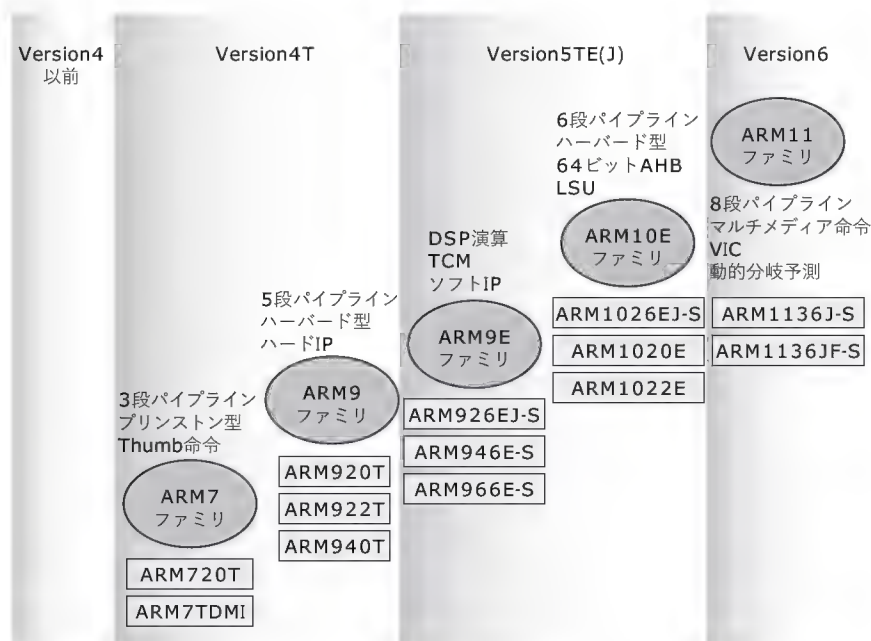 Version4
以前
Version4T
Version5TE(J)
Version6
3段パイプライン
プリンストン型
Thumb命令
ARM7
ファミリ
ARM720T
ARM7TDMI
5段パイプライン
ハーバード型
ハードIP
ARM9
ファミリ
ARM920T
ARM922T
ARM940T
DSP演算
TCM
ソフトIP
ARM9E
ファミリ
ARM926EJ-S
ARM946E-S
ARM966E-S
6段パイプライン
ハーバード型
64ビットAHB
LSU
ARM10E
ファミリ
ARM1026EJ-S
ARM1020E
ARM1022E
ARM11
ファミリ
8段パイプライン
マルチメディア命令
VIC
動的分岐予測
ARM1136J-S
ARM1136JF-S